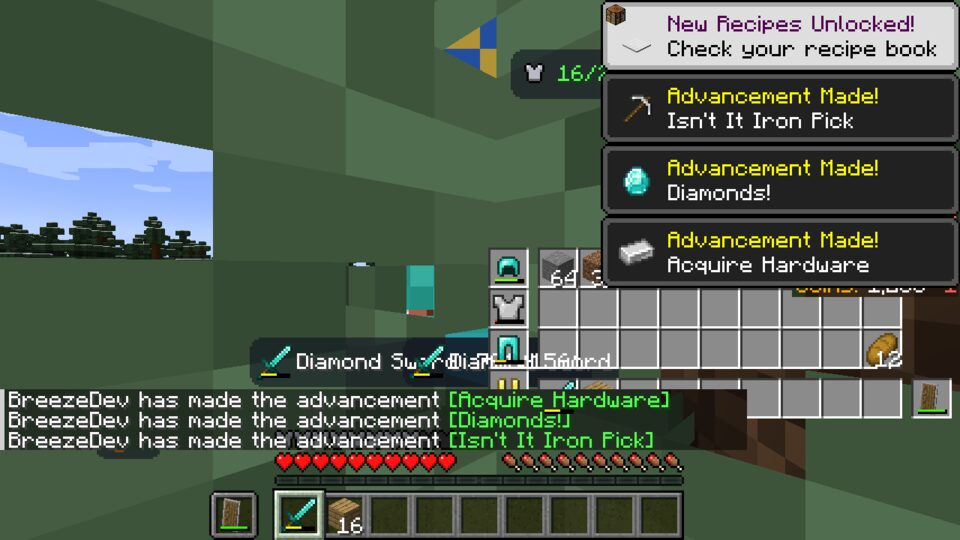 New Recipes Unlocked!
Check your recipe book
16/
Advancement Made!
Isn't It Iron Pick
Advancement Made!
Diamonds!
Advancement Made!
Acquire Hardware
64
12
Diamond
BreezeDev has made the advancement [Acquire Hardware]
BreezeDev has made the advancement [Diamonds!]
BreezeDev has made the advancement [Isn't It Iron Pick]
16